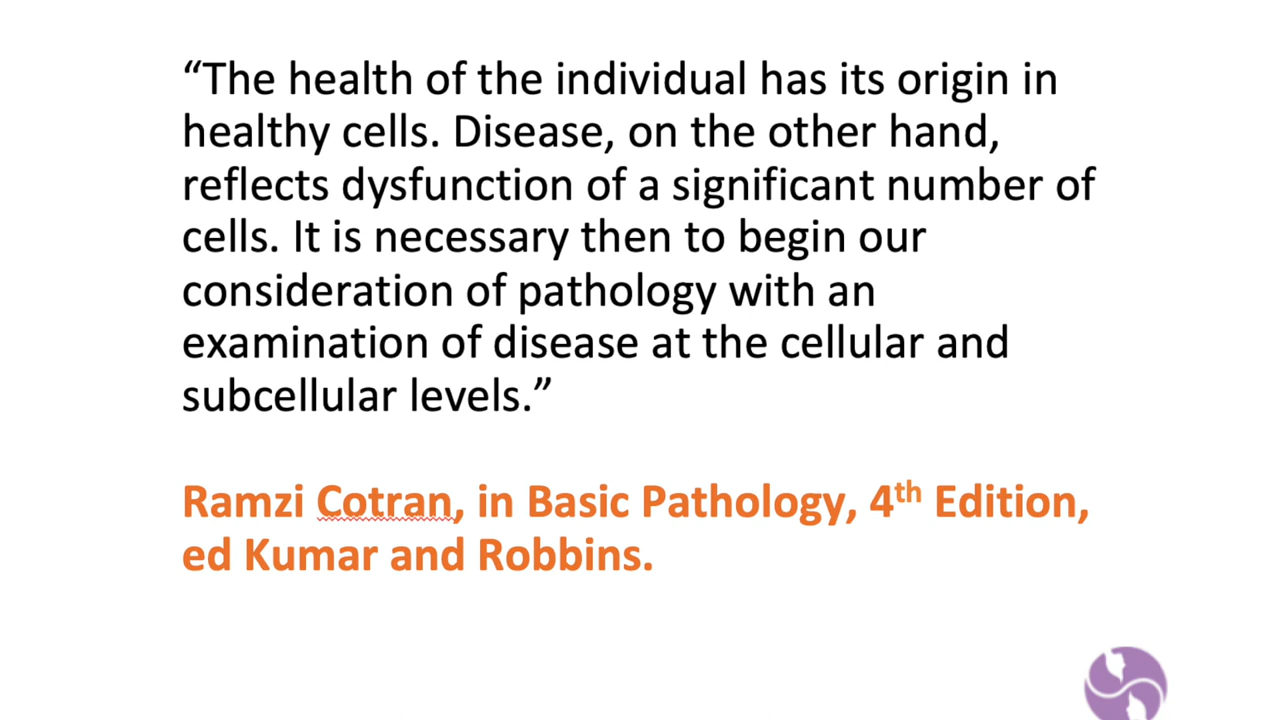 “The health of the individual has its origin in
healthy cells. Disease, on the other hand,
reflects dysfunction of a significant number of
cells. It is necessary then to begin our
consideration of pathology with an
examination of disease at the cellular and
subcellular levels.”
Ramzi Cotran, in Basic Pathology, 4th Edition,
ed Kumar and Robbins.